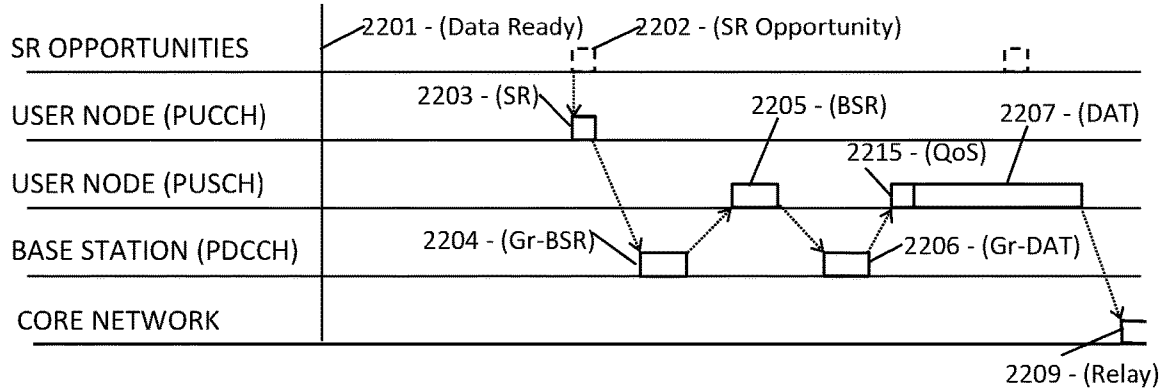 2201 - (Data Ready)
2202 - (SR Opportunity)
SR OPPORTUNITIES
2203 - (SR)
2205 - (BSR)
2207 - (DAT)
USER NODE (PUCCH)
2215 - (QoS)
USER NODE (PUSCH)
2204 - (Gr-BSR)
2206 - (Gr-DAT)
BASE STATION (PDCCH)
CORE NETWORK
2209 - (Relay)